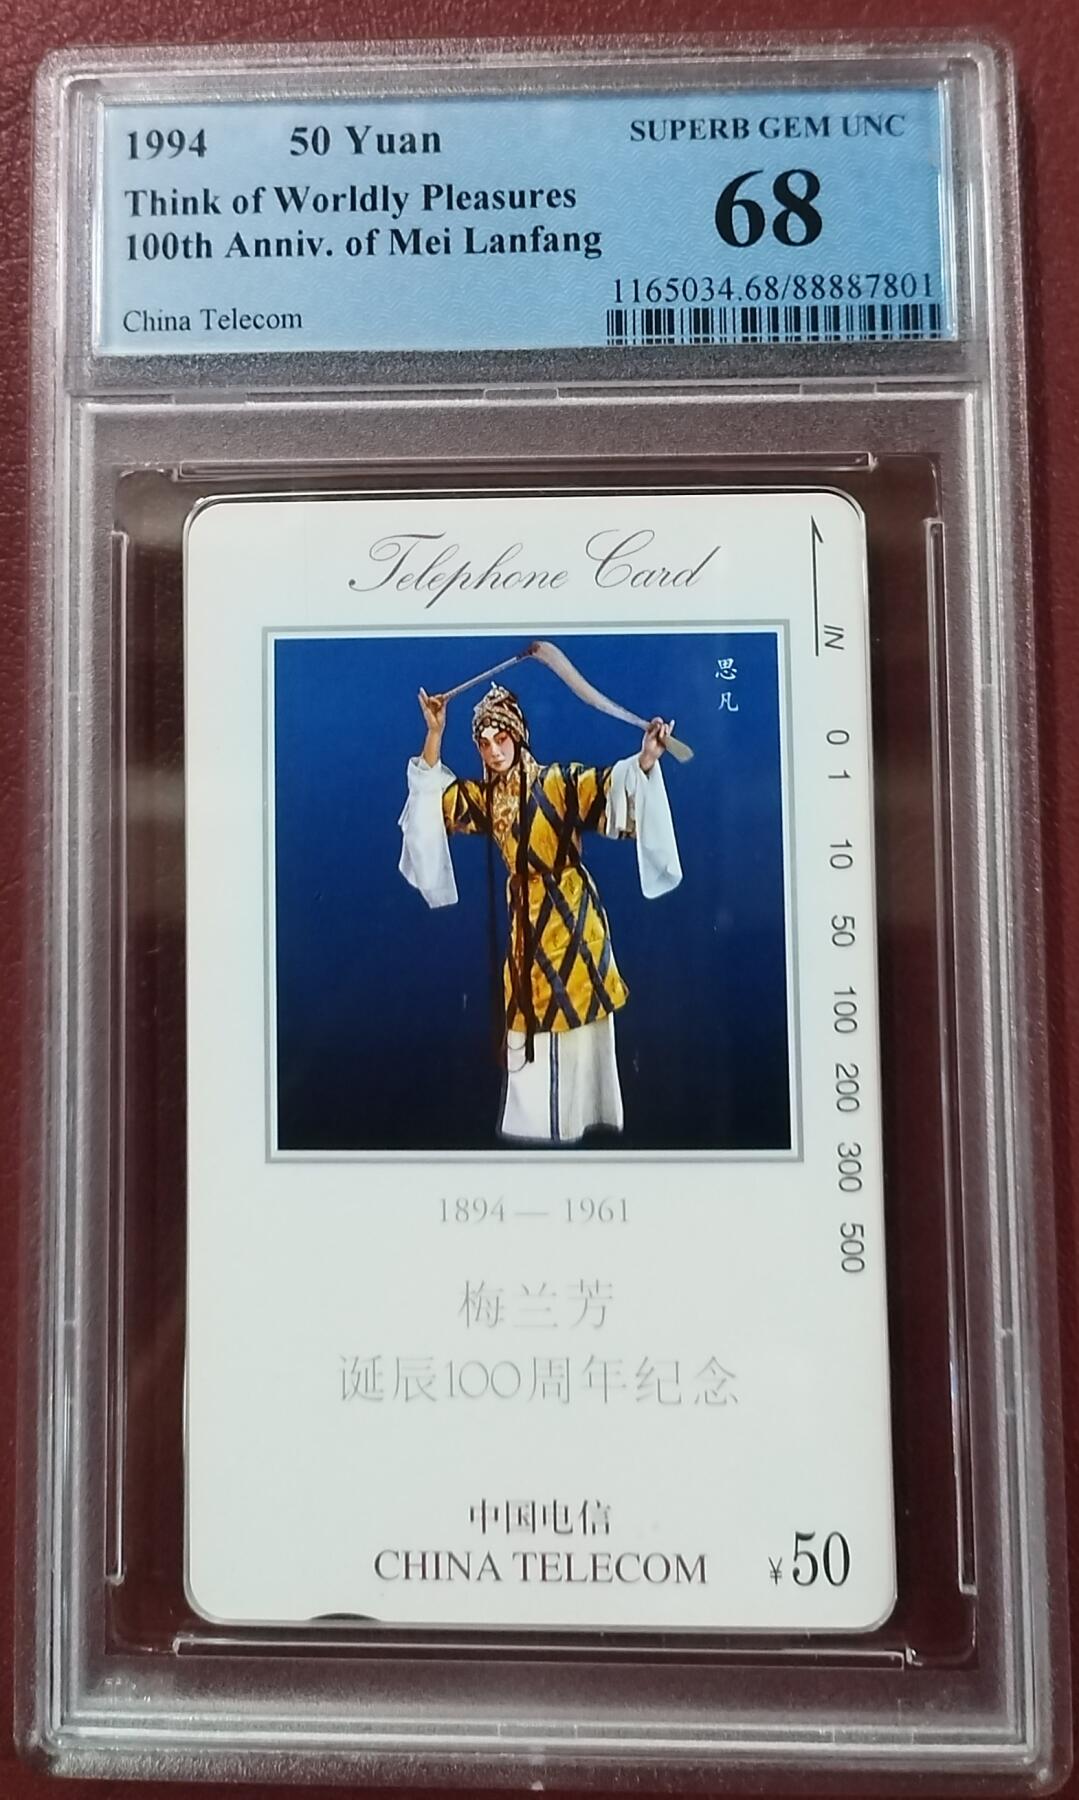 1994 50 Yuan
SUPERB GEM UNC
68
Think of Worldly Pleasures
100th Anniv. of Mei Lanfang
1165034.68/88887801
China Telecom
Telephone Card
思凡
IN 0 1 10 50 100 200 300 500
1894—1961
梅兰芳
诞辰100周年纪念
中国电信
CHINA TELECOM
¥50